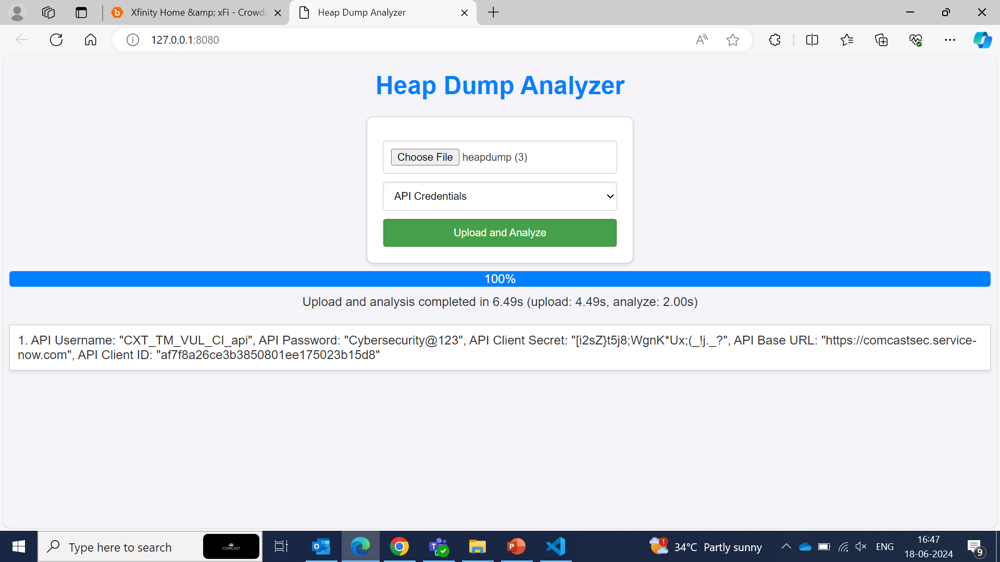 Xfinity Home &amp; xFi - Crowdc
Heap Dump Analyzer
127.0.0.1:8080
Heap Dump Analyzer
Choose File heapdump (3)
API Credentials
Upload and Analyze
100%
Upload and analysis completed in 6.49s (upload: 4.49s, analyze: 2.00s)
1. API Username: "CXT_TM_VUL_CI_api", API Password: "Cybersecurity@123", API Client Secret: "[i2sZ}t5j8;WgnK*Ux;(_!j._?", API Base URL: "https://comcastsec.service-
now.com", API Client ID: "af7f8a26ce3b3850801ee175023b15d8"
Type here to search
COMCAST
1
34°C Partly sunny
ENG
16:47
18-06-2024
9